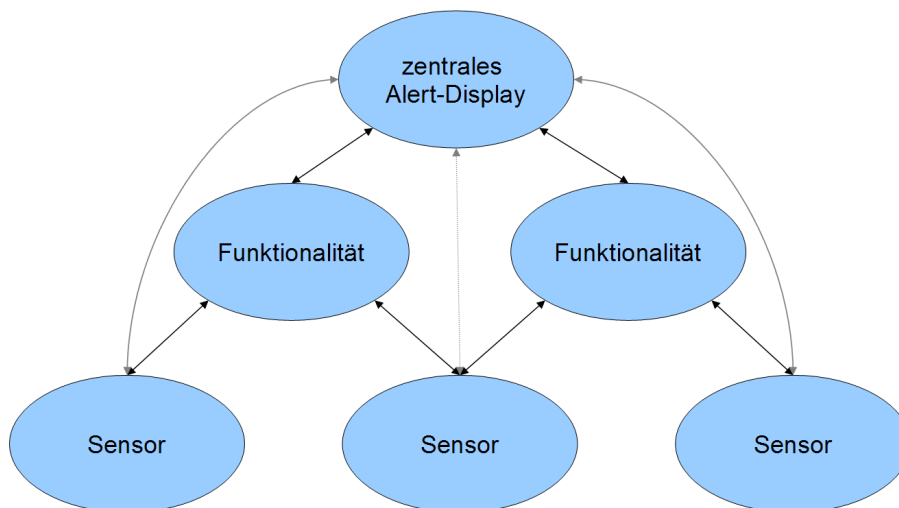 zentrales
Alert-Display
Funktionalität
Funktionalität
Sensor
Sensor
Sensor